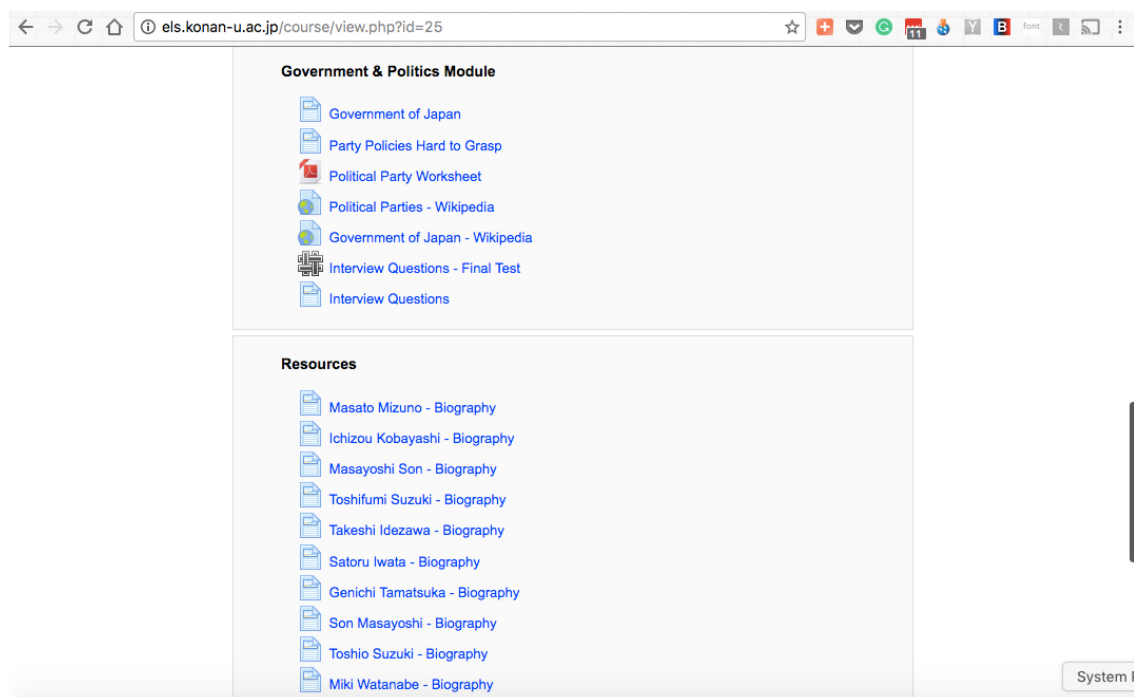 els.konan-u.ac.jp/course/view.php?id=25
11
Y
B
font
Government & Politics Module
Government of Japan
Party Policies Hard to Grasp
Political Party Worksheet
Political Parties - Wikipedia
Government of Japan - Wikipedia
Interview Questions - Final Test
Interview Questions
Resources
Masato Mizuno - Biography
Ichizou Kobayashi - Biography
Masayoshi Son - Biography
Toshifumi Suzuki - Biography
Takeshi Idezawa - Biography
Satoru Iwata - Biography
Genichi Tamatsuka - Biography
Son Masayoshi - Biography
Toshio Suzuki - Biography
Miki Watanabe - Biography
System